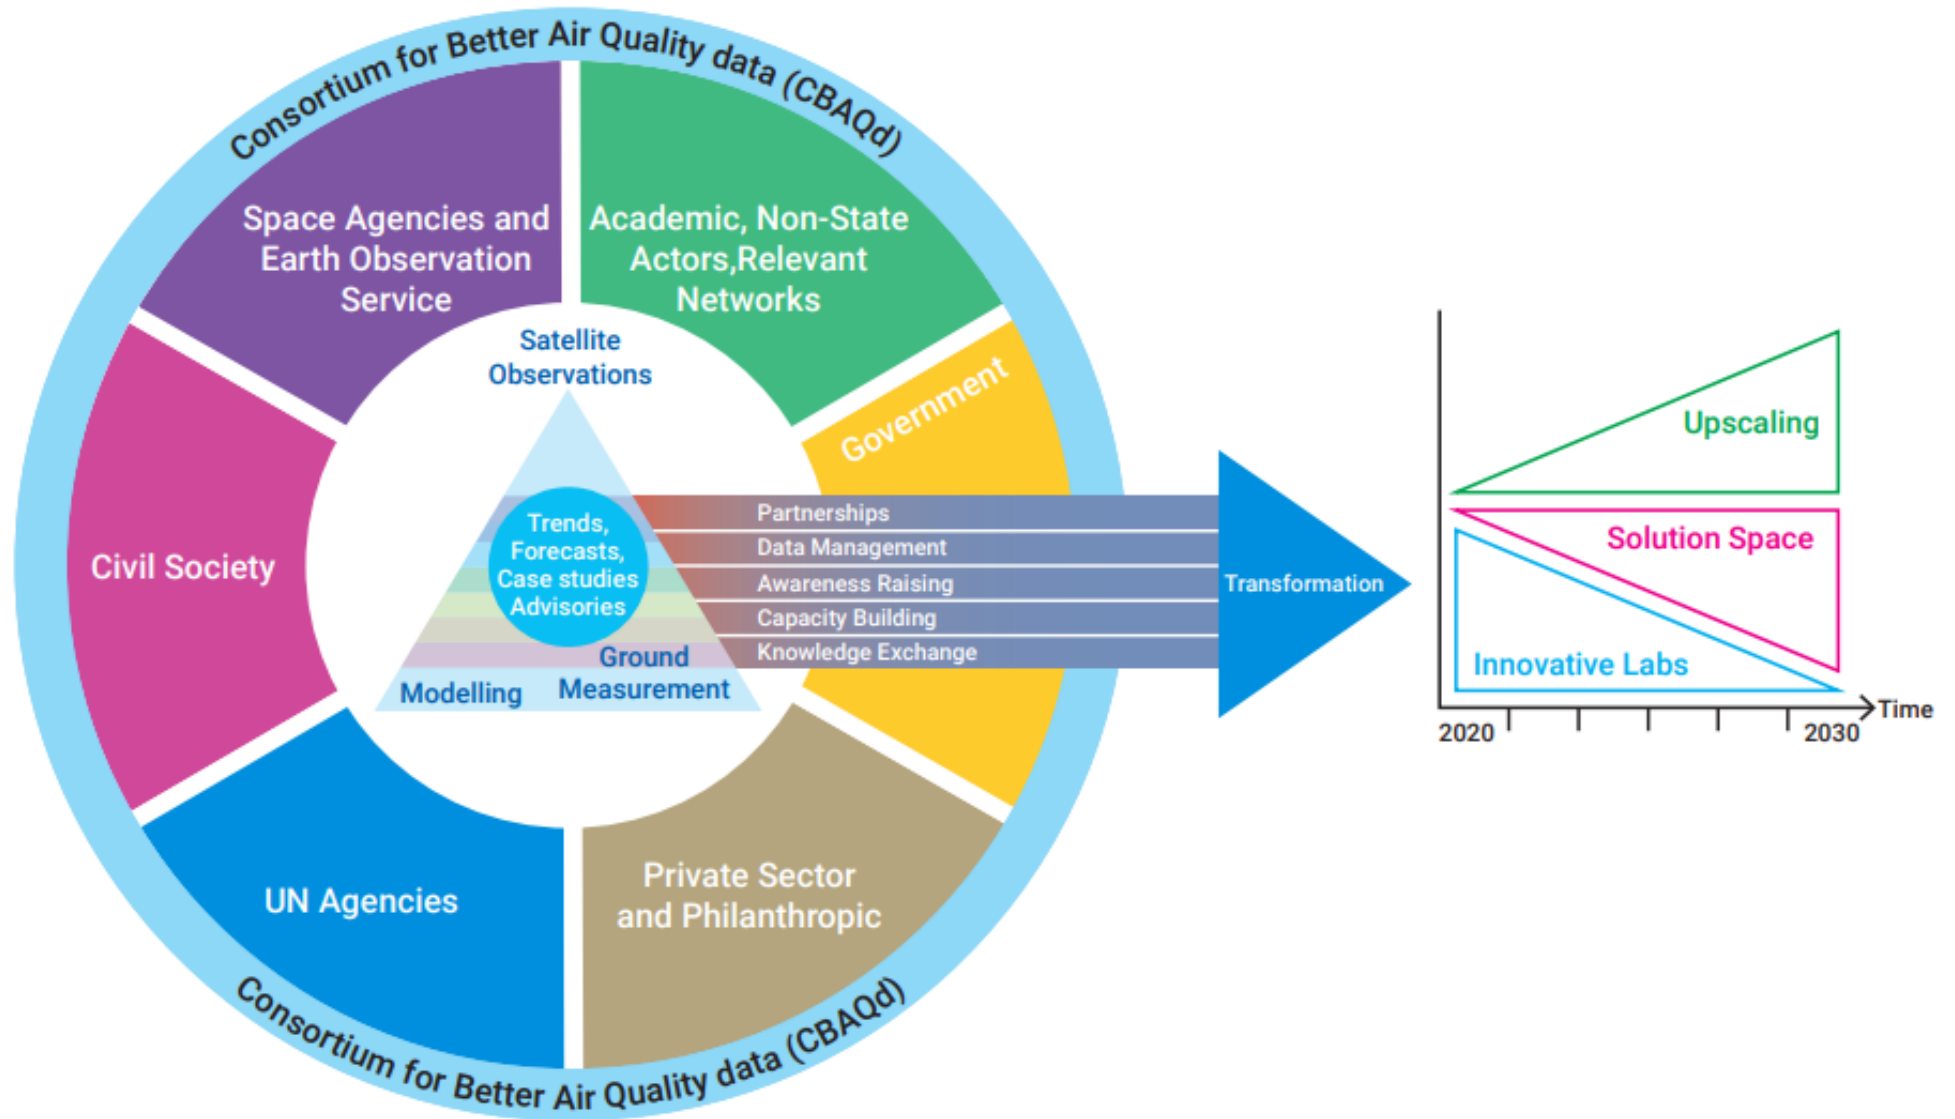 Consortium for Better Air Quality data (CBAQd)
Space Agencies and
Earth Observation
Service
Academic, Non-State
Actors,Relevant
Networks
Government
Civil Society
UN Agencies
Private Sector
and Philanthropic
Satellite
Observations
Trends,
Forecasts,
Case studies
Advisories
Modelling
Ground
Measurement
Partnerships
Data Management
Awareness Raising
Capacity Building
Knowledge Exchange
Transformation
Upscaling
Solution Space
Innovative Labs
Time
2020
2030
Consortium for Better Air Quality data (CBAQd)